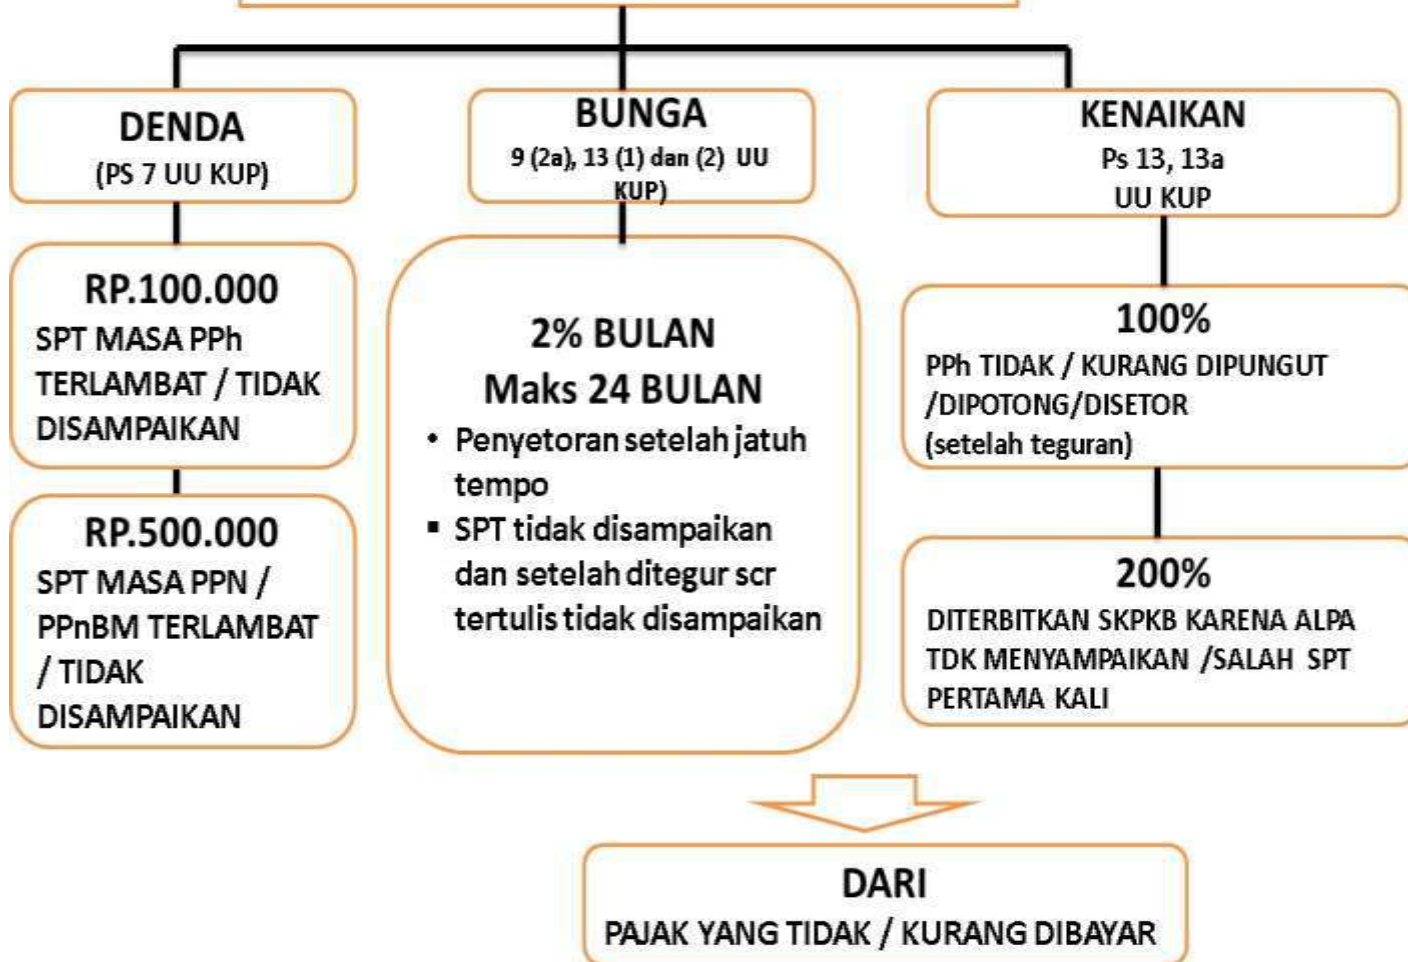 DENDA
(PS 7 UU KUP)
RP.100.000
SPT MASA PPh
TERLAMBAT / TIDAK
DISAMPAIKAN
RP.500.000
SPT MASA PPN /
PPnBM TERLAMBAT
/ TIDAK
DISAMPAIKAN
BUNGA
9 (2a), 13 (1) dan (2) UU
KUP)
2% BULAN
Maks 24 BULAN
• Penyetoran setelah jatuh
tempo
▪ SPT tidak disampaikan
dan setelah ditegur scr
tertulis tidak disampaikan
KENAIKAN
Ps 13, 13a
UU KUP
100%
PPh TIDAK / KURANG DIPUNGUT
/DIPOTONG/DISETOR
(setelah teguran)
200%
DITERBITKAN SKPKB KARENA ALPA
TDK MENYAMPAIKAN /SALAH SPT
PERTAMA KALI
DARI
PAJAK YANG TIDAK / KURANG DIBAYAR